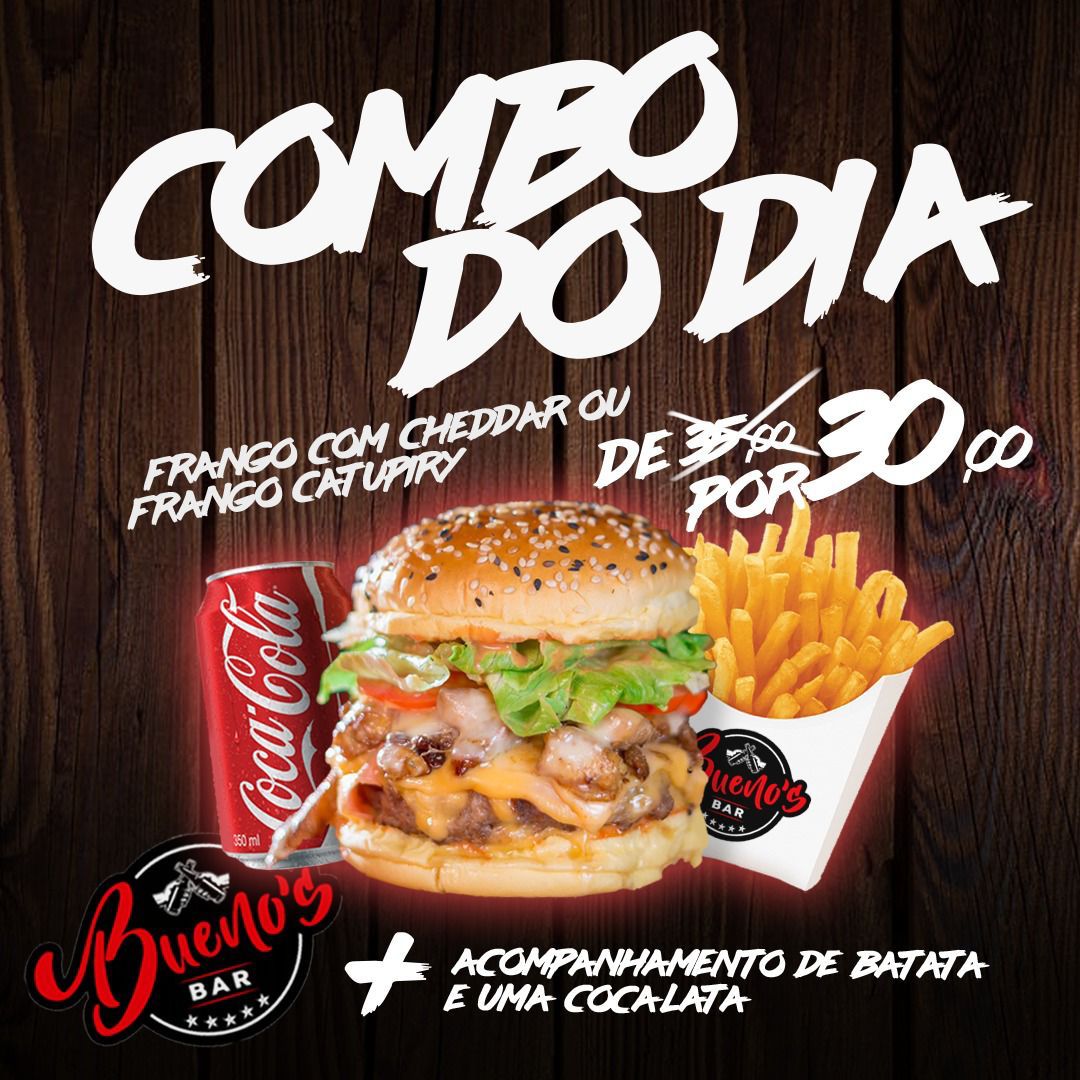 COMBO
DO DIA
FRANGO COM CHEDDAR OU
FRANGO CATUPIRY
DE 35,00
POR 30,00
Coca-Cola
350 ml
Bueno's
BAR
Bueno's
BAR
+ ACOMPANHAMENTO DE BATATA
E UMA COCALATA